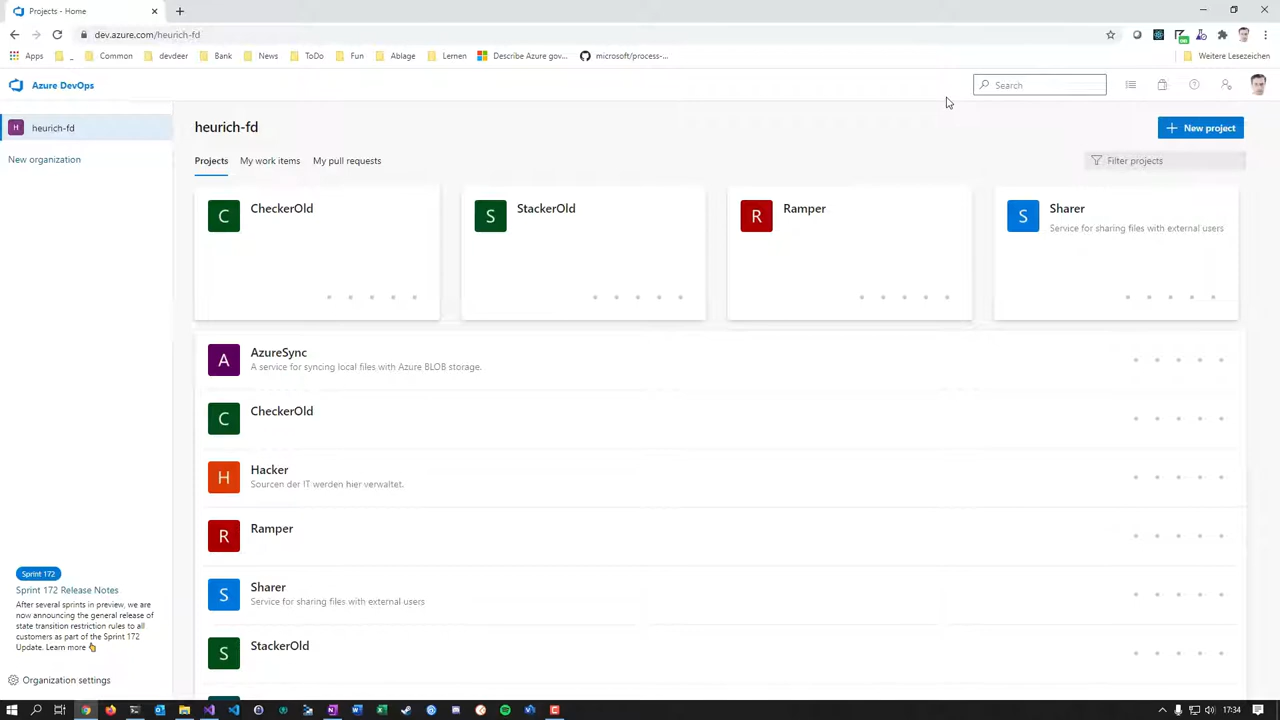 Projects - Home
dev.azure.com/heurich-fd
Apps
_
Common
devdeer
Bank
News
ToDo
Fun
Ablage
Lernen
Describe Azure gov...
microsoft/process-...
Weitere Lesezeichen
Azure DevOps
Search
H
heurich-fd
New organization
heurich-fd
New project
Projects
My work items
My pull requests
Filter projects
C
CheckerOld
S
StackerOld
R
Ramper
S
Sharer
Service for sharing files with external users
A
AzureSync
A service for syncing local files with Azure BLOB storage.
C
CheckerOld
H
Hacker
Sourcen der IT werden hier verwaltet.
R
Ramper
S
Sharer
Service for sharing files with external users
S
StackerOld
Sprint 172
Sprint 172 Release Notes
After several sprints in preview, we are
now announcing the general release of
state transition restriction rules to all
customers as part of the Sprint 172
Update. Learn more
Organization settings
17:34